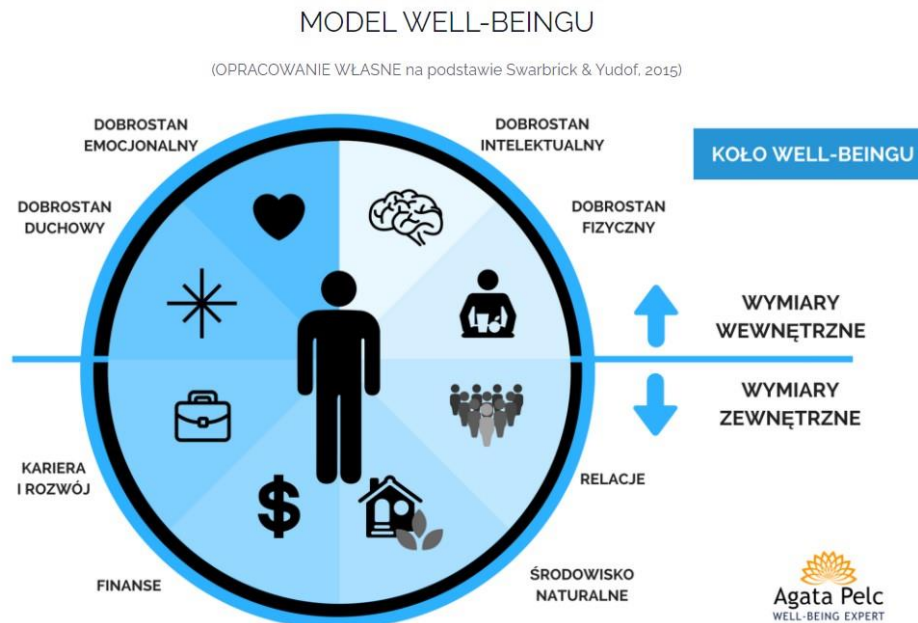 MODEL WELL-BEINGU
(OPRACOWANIE WŁASNE na podstawie Swarbrick & Yudof, 2015)
DOBROSTAN
EMOCJONALNY
DOBROSTAN
INTELEKTUALNY
KOŁO WELL-BEINGU
DOBROSTAN
DUCHOWY
DOBROSTAN
FIZYCZNY
WYMIARY
WEWNĘTRZNE
WYMIARY
ZEWNĘTRZNE
KARIERA
I ROZWÓJ
$
RELACJE
FINANSE
ŚRODOWISKO
NATURALNE
Agata Pelc
WELL-BEING EXPERT